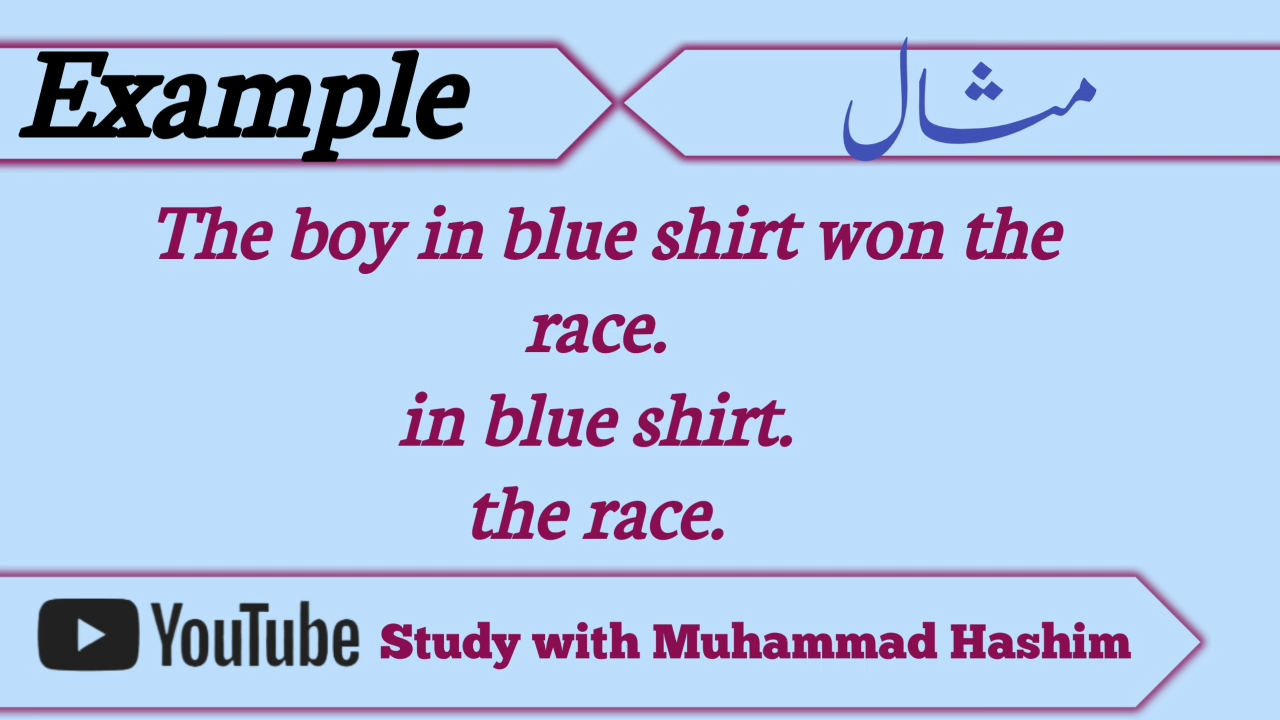 Example
مثال
The boy in blue shirt won the
race.
in blue shirt.
the race.
YouTube Study with Muhammad Hashim